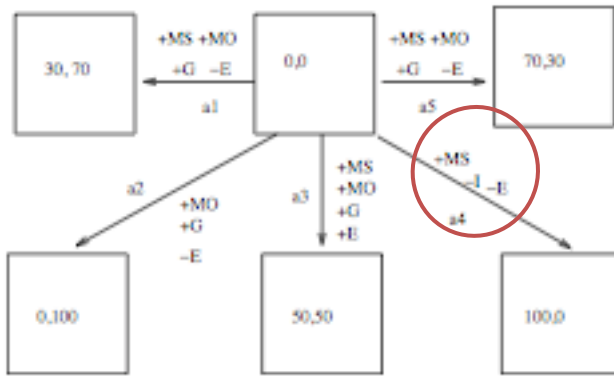 +MS +MO
+G -E
a1
30, 70
0,0
+MS +MO
+G -E
a5
70,30
a2
+MO
+G
-E
a3
+MS
+MO
+G
+E
+MS
-I -E
a4
0,100
50,50
100,0